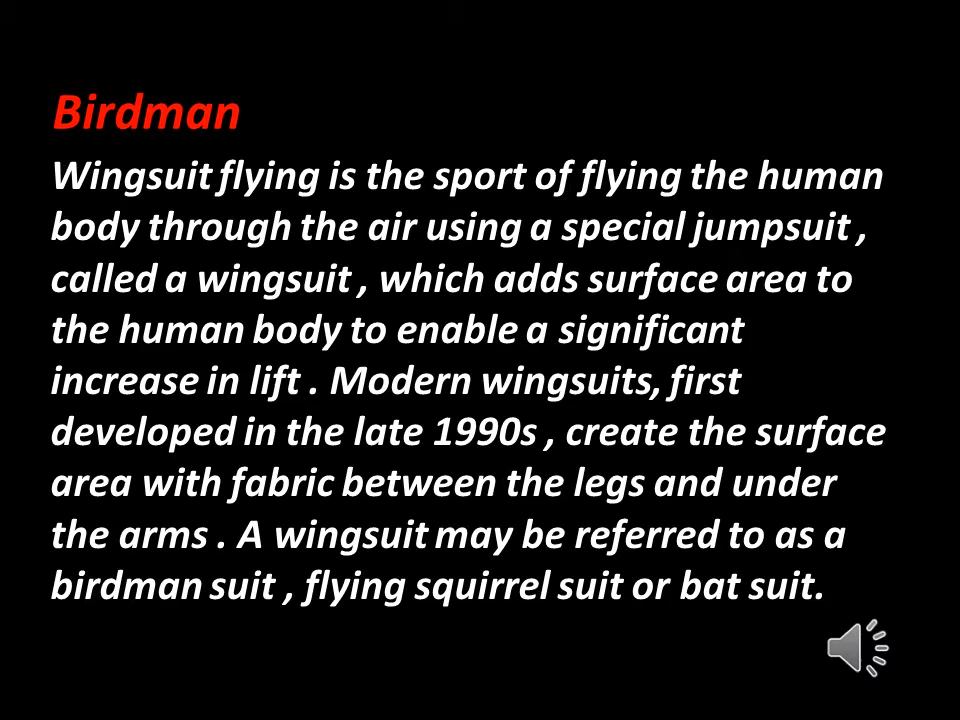 Birdman
Wingsuit flying is the sport of flying the human
body through the air using a special jumpsuit ,
called a wingsuit , which adds surface area to
the human body to enable a significant
increase in lift . Modern wingsuits, first
developed in the late 1990s , create the surface
area with fabric between the legs and under
the arms . A wingsuit may be referred to as a
birdman suit , flying squirrel suit or bat suit.